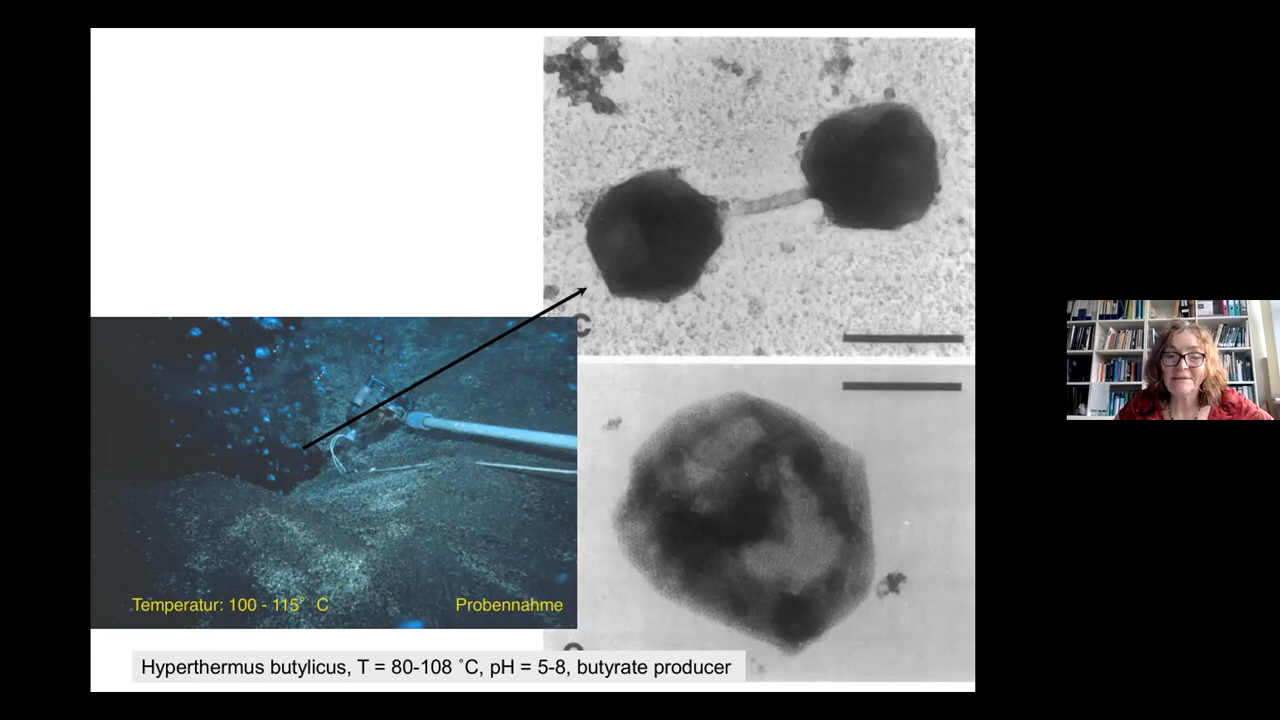 c
Temperatur: 100 - 115° C
Probennahme
Hyperthermus butylicus, T = 80-108 ˚C, pH = 5-8, butyrate producer